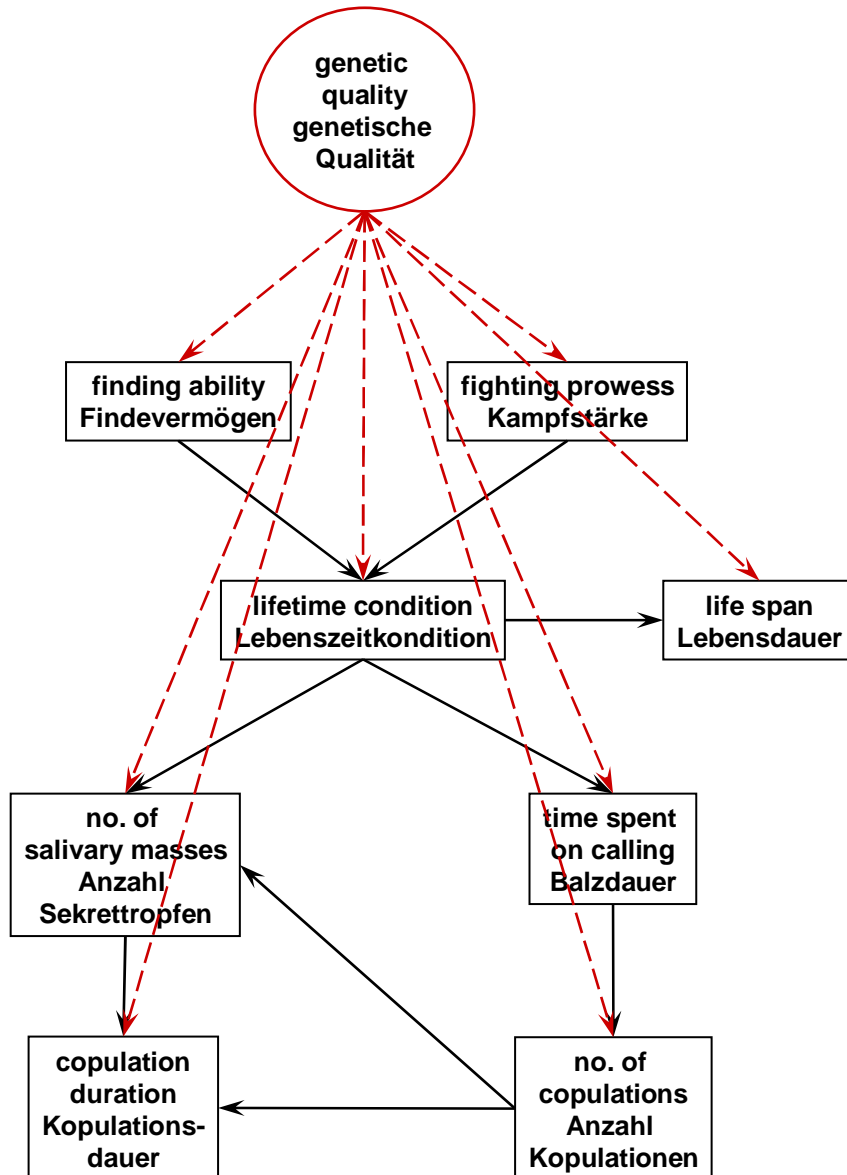 genetic
quality
genetische
Qualität
finding ability
Findevermögen
fighting prowess
Kampfstärke
lifetime condition
Lebenszeitkondition
life span
Lebensdauer
no. of
salivary masses
Anzahl
Sekrettropfen
time spent
on calling
Balzdauer
copulation
duration
Kopulations-
dauer
no. of
copulations
Anzahl
Kopulationen